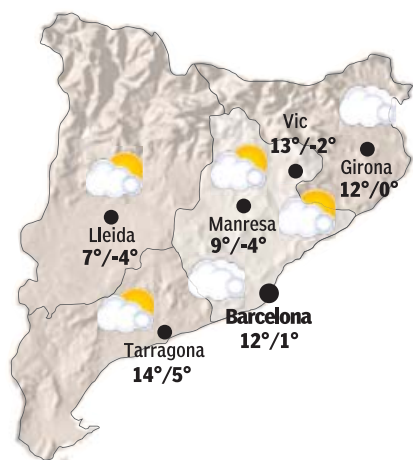 Vic
13°/-2°
Girona
12°/0°
Manresa
9°/-4°
Lleida
7°/-4°
Barcelona
12°/1°
Tarragona
14°/5°